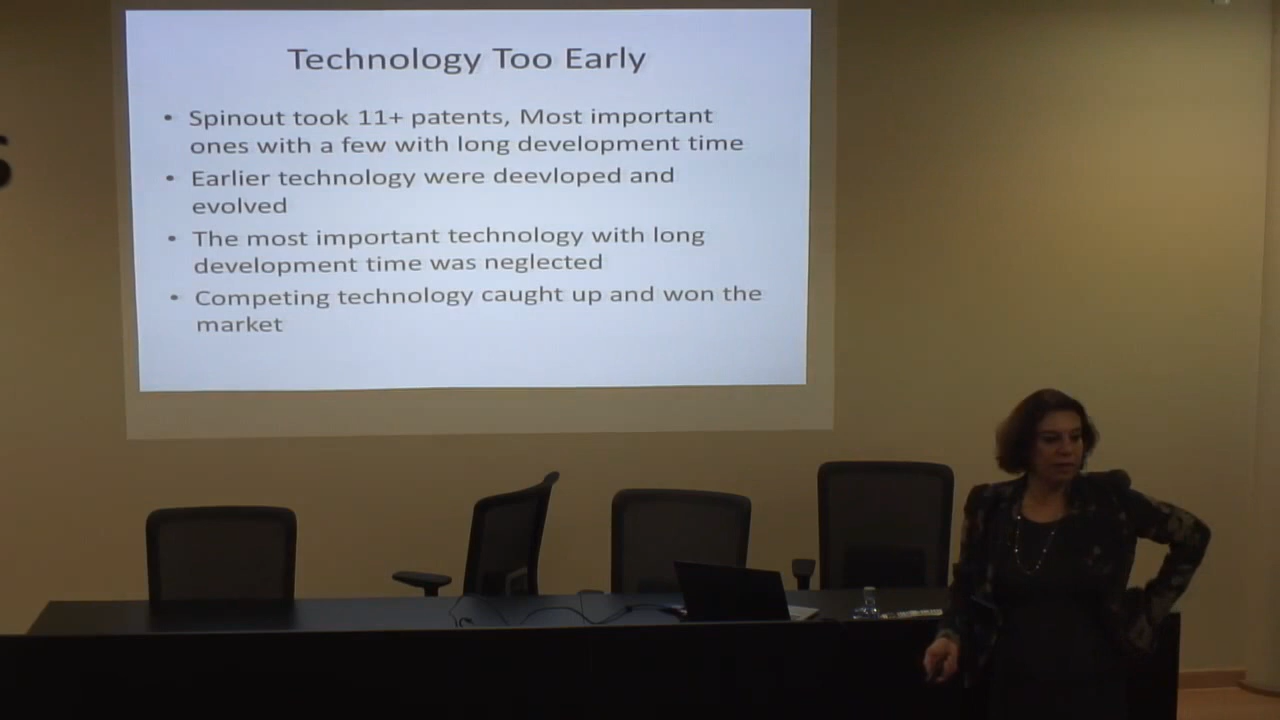 Technology Too Early
• Spinout took 11+ patents, Most important
ones with a few with long development time
• Earlier technology were deevloped and
evolved
• The most important technology with long
development time was neglected
• Competing technology caught up and won the
market
s